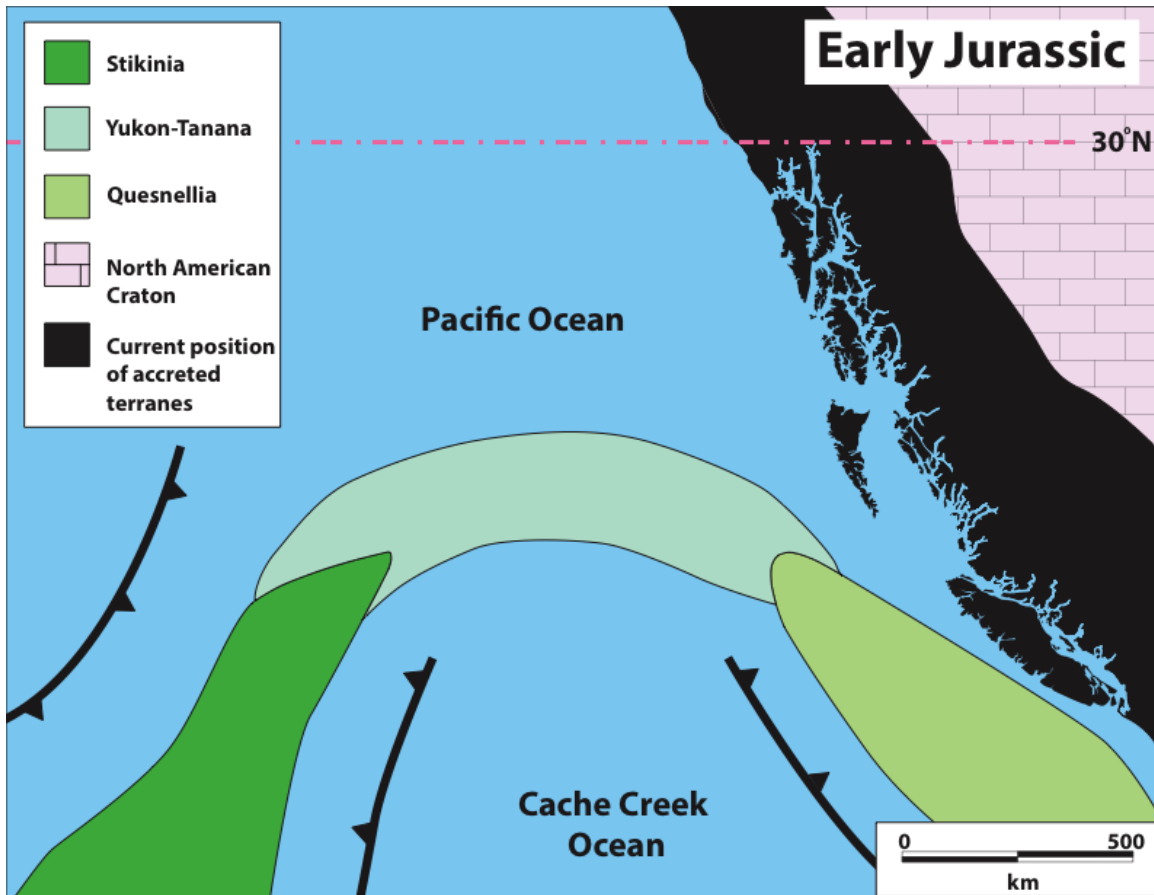 Early Jurassic
Stikinia
Yukon-Tanana
Quesnellia
North American
Craton
Current position
of accreted
terranes
30°N
Pacific Ocean
Cache Creek
Ocean
0 500
km